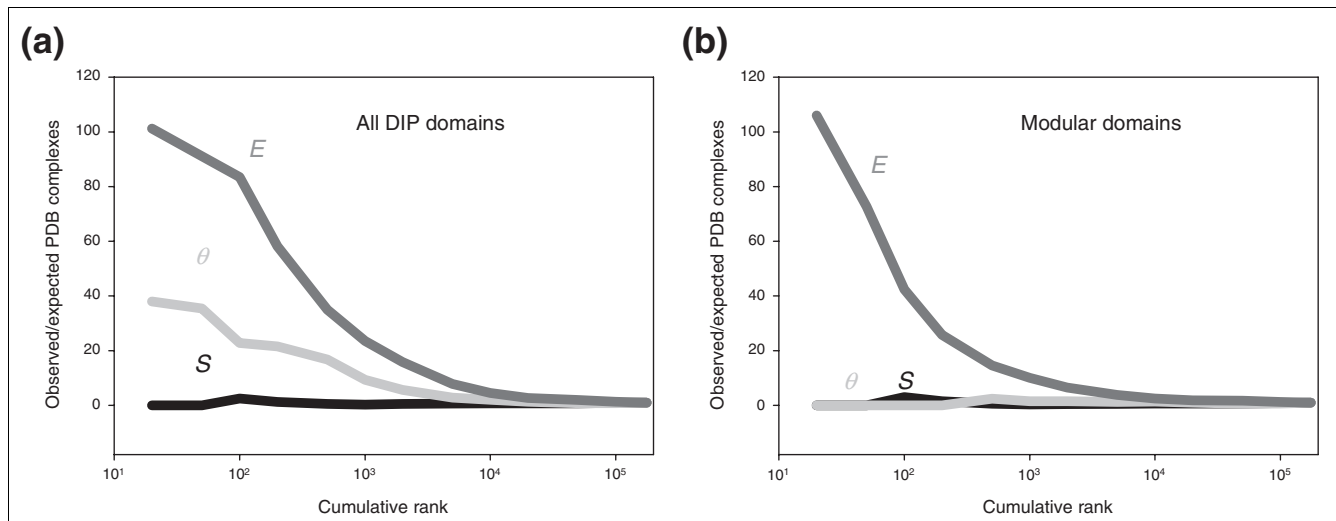 (a)
All DIP domains
Observed/expected PDB complexes
120
100
80
60
40
20
0
E
θ
S
10¹
10²
10³
10⁴
10⁵
Cumulative rank
(b)
Modular domains
Observed/expected PDB complexes
120
100
80
60
40
20
0
E
θ
S
10¹
10²
10³
10⁴
10⁵
Cumulative rank